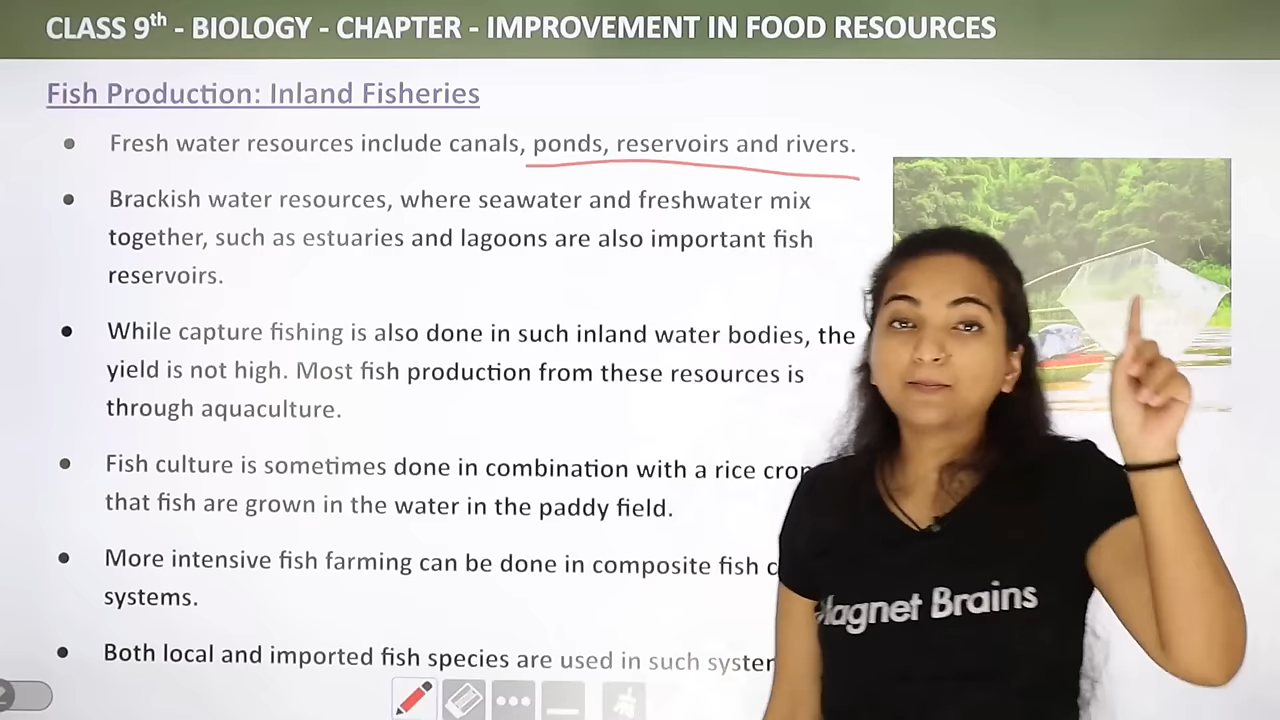 CLASS 9th - BIOLOGY - CHAPTER - IMPROVEMENT IN FOOD RESOURCES
Fish Production: Inland Fisheries
• Fresh water resources include canals, ponds, reservoirs and rivers.
• Brackish water resources, where seawater and freshwater mix
together, such as estuaries and lagoons are also important fish
reservoirs.
• While capture fishing is also done in such inland water bodies, the
yield is not high. Most fish production from these resources is
through aquaculture.
• Fish culture is sometimes done in combination with a rice
that fish are grown in the water in the paddy field.
• More intensive fish farming can be done in composite fish
systems.
• Both local and imported fish species are used in such
Magnet Brains